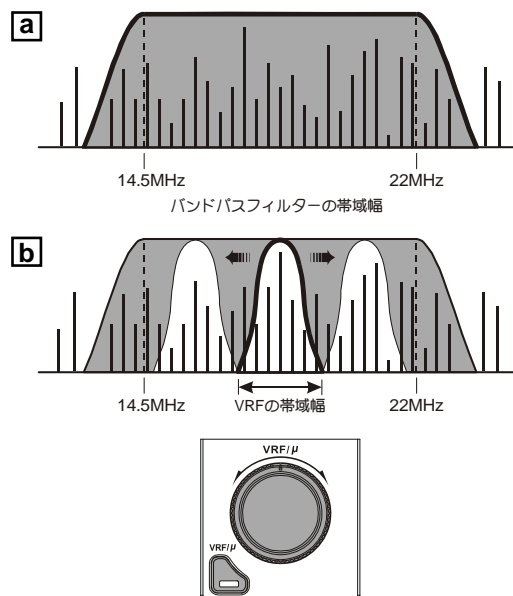 a
14.5MHz 22MHz
バンドパスフィルターの帯域幅
b
14.5MHz VRFの帯域幅 22MHz
VRF/μ
VRF/μ